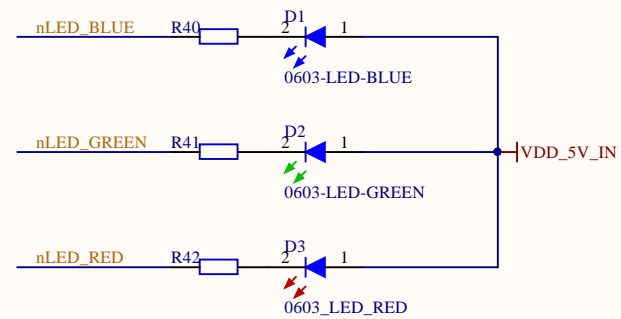 D1
nLED_BLUE R40 2 1
0603-LED-BLUE
D2
nLED_GREEN R41 2 1 VDD_5V_IN
0603-LED-GREEN
D3
nLED_RED R42 2 1
0603_LED_RED